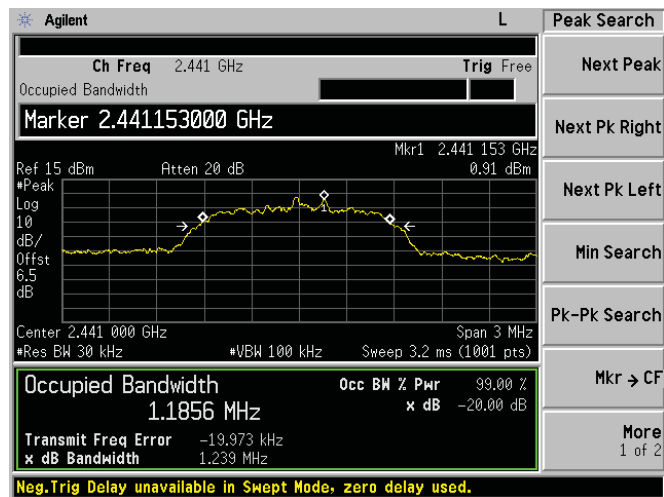 Agilent L Peak Search
Ch Freq 2.441 GHz Trig Free
Occupied Bandwidth
Marker 2.441153000 GHz
Mkr1 2.441 153 GHz
Ref 15 dBm Atten 20 dB 0.91 dBm
#Peak
Log
10
dB/
Offst
6.5
dB
1
Center 2.441 000 GHz Span 3 MHz
#Res BW 30 kHz #VBW 100 kHz Sweep 3.2 ms (1001 pts)
Occupied Bandwidth Occ BW % Pwr 99.00 %
1.1856 MHz x dB -20.00 dB
Transmit Freq Error -19.973 kHz
x dB Bandwidth 1.239 MHz
Neg.Trig Delay unavailable in Swept Mode, zero delay used.
Next Peak
Next Pk Right
Next Pk Left
Min Search
Pk-Pk Search
Mkr → CF
More
1 of 2